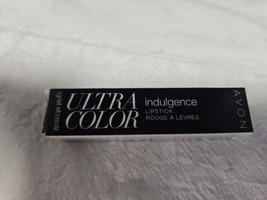 ULTRA
COLOR
indulgence
LIPSTICK
ROUGE À LÈVRES
AVON